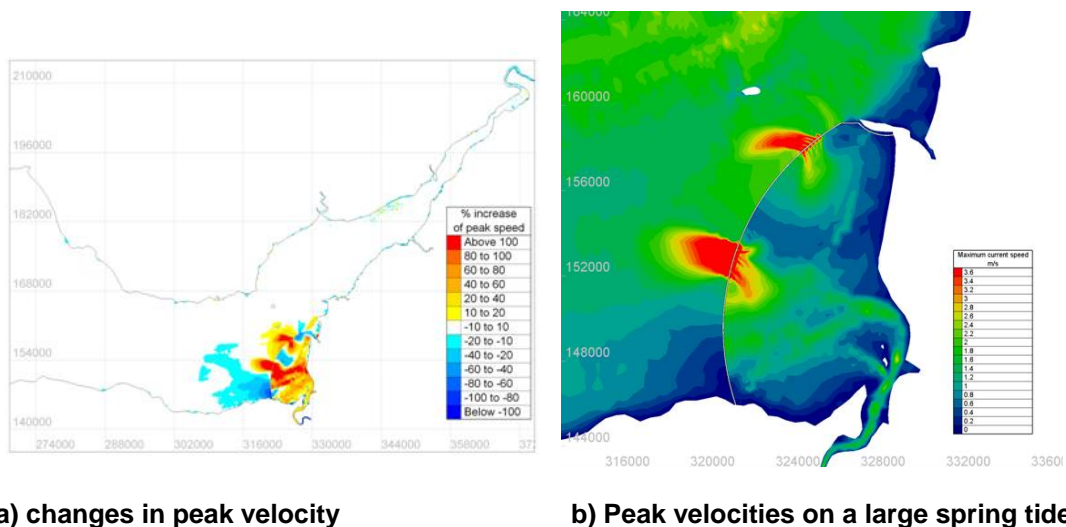 210000
196000
182000
168000
154000
140000
274000
288000
302000
316000
330000
344000
358000
% increase
of peak speed
Above 100
80 to 100
60 to 80
40 to 60
20 to 40
10 to 20
-10 to 10
-20 to -10
-40 to -20
-60 to -40
-80 to -60
-100 to -80
Below -100
164000
160000
156000
152000
148000
144000
316000
320000
324000
328000
332000
3360
Maximum current speed
m/s
3.6
3.4
3.2
3
2.8
2.6
2.4
2.2
2
1.8
1.6
1.4
1.2
1
0.8
0.6
0.4
0.2
0
a) changes in peak velocity
b) Peak velocities on a large spring tide